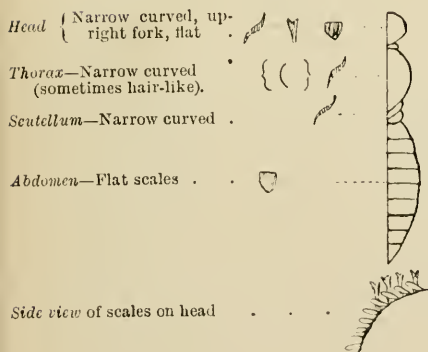 Head { Narrow curved, up-
right fork, flat .
Thorax—Narrow curved
(sometimes hair-like).
Scutellum—Narrow curved .
Abdomen—Flat scales . .
Side view of scales on head . . .